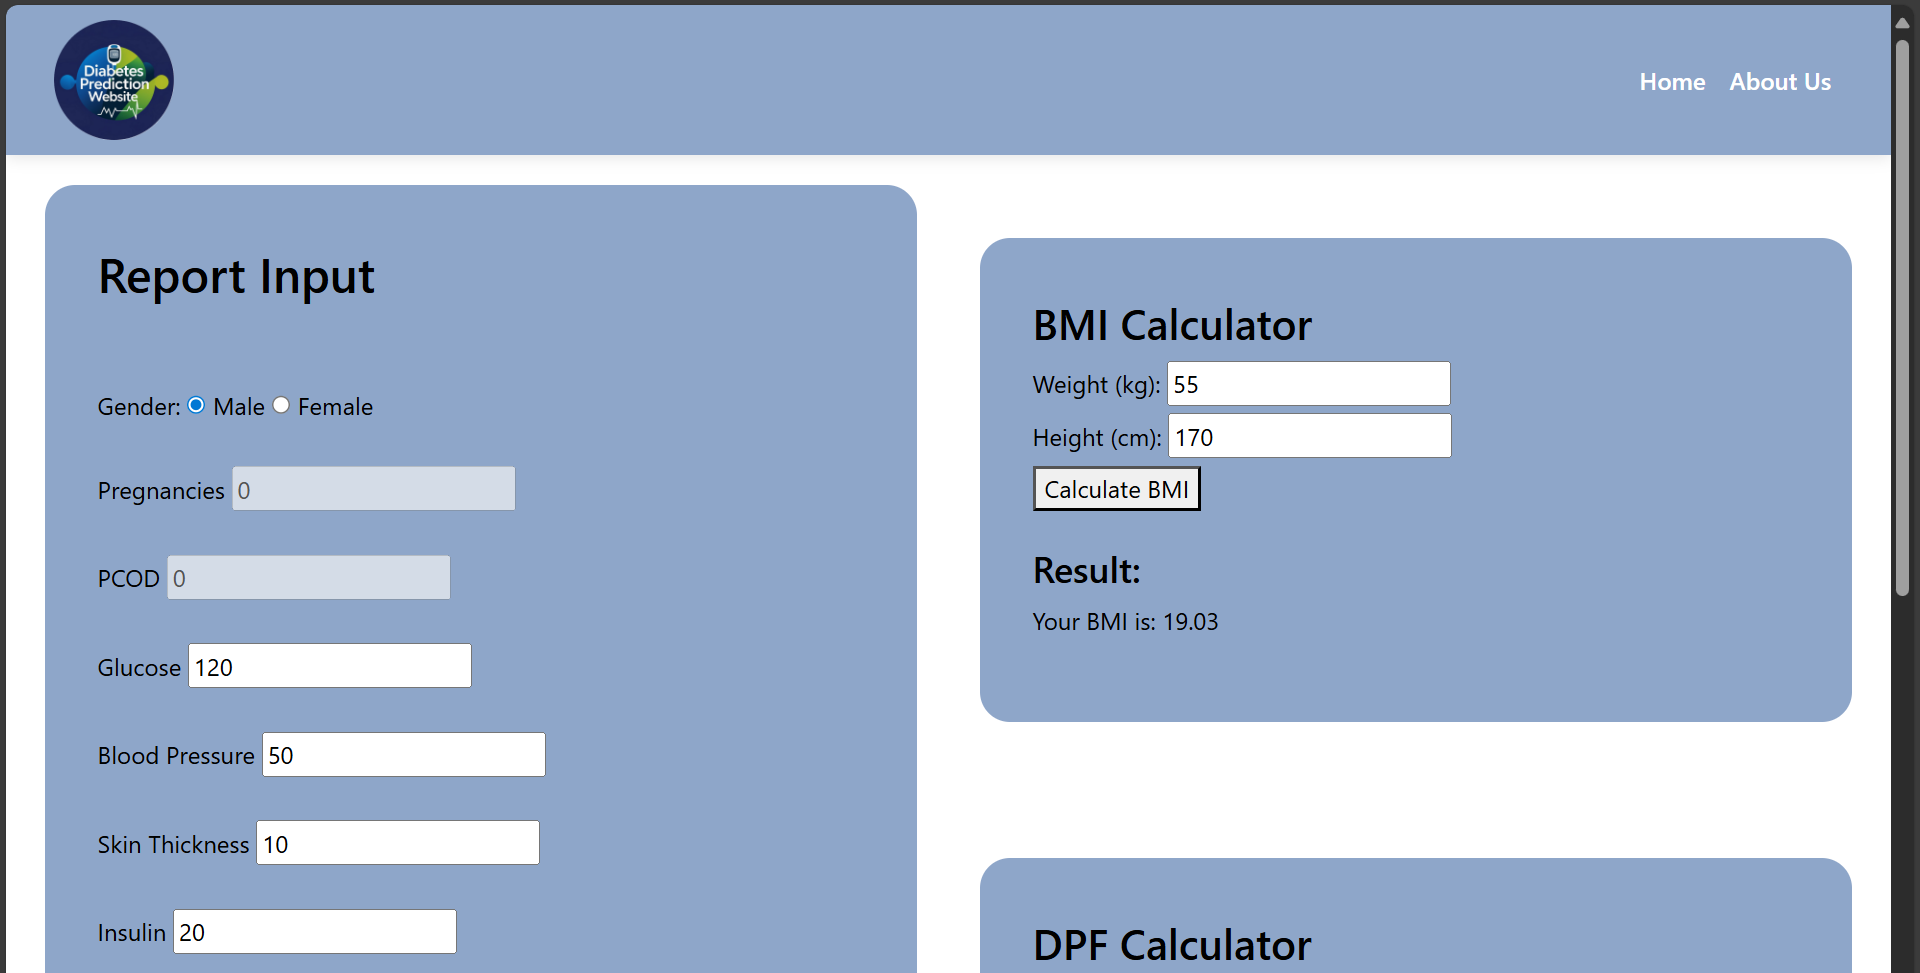 Diabetes
Prediction
Website
Home About Us
Report Input
Gender: Male Female
Pregnancies 0
PCOD 0
Glucose 120
Blood Pressure 50
Skin Thickness 10
Insulin 20
BMI Calculator
Weight (kg): 55
Height (cm): 170
Calculate BMI
Result:
Your BMI is: 19.03
DPF Calculator